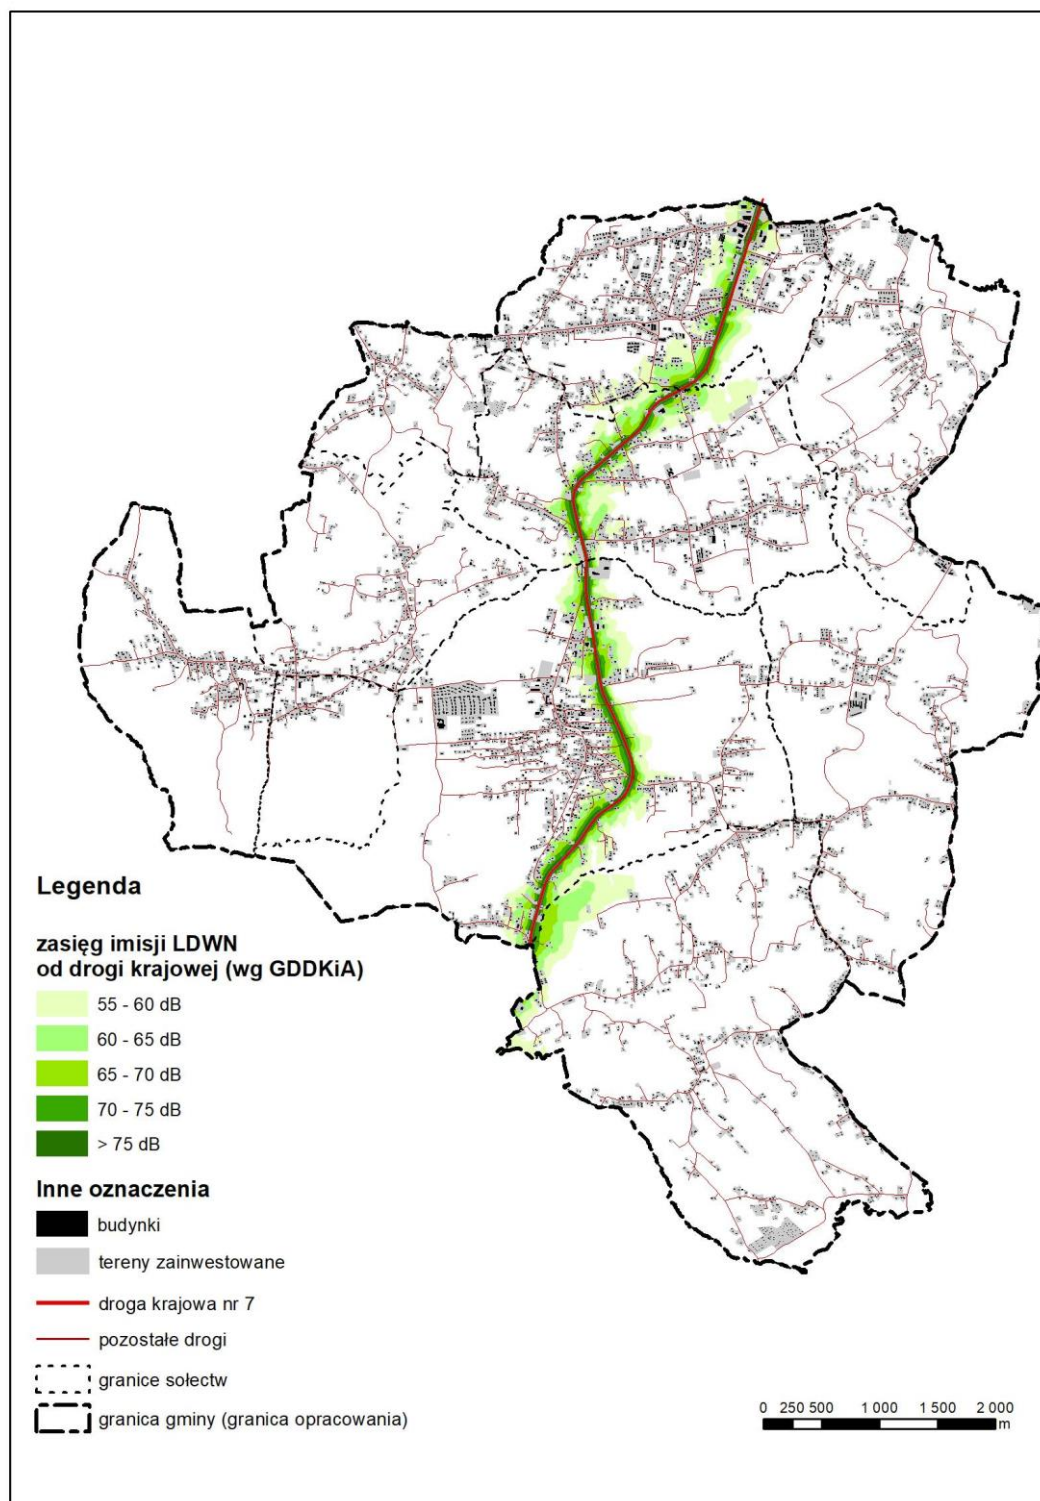 Legenda
zasięg imisji LDWN
od drogi krajowej (wg GDDKiA)
55 - 60 dB
60 - 65 dB
65 - 70 dB
70 - 75 dB
> 75 dB
Inne oznaczenia
budynki
tereny zainwestowane
droga krajowa nr 7
pozostałe drogi
granice sołectw
granica gminy (granica opracowania)
0 250 500 1 000 1 500 2 000
m